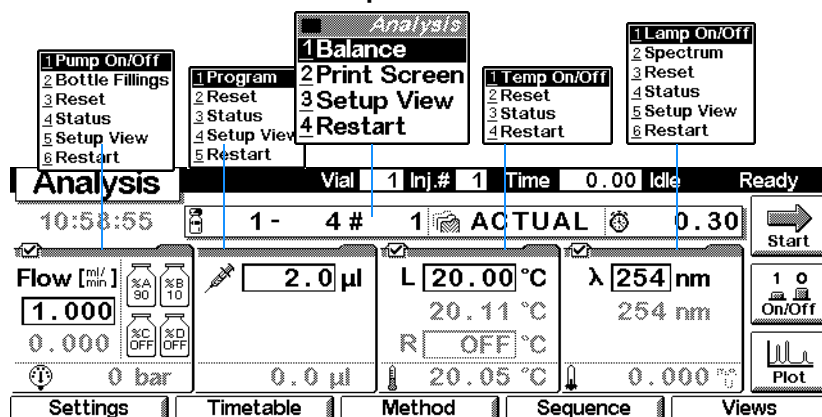 1 Pump On/Off
2 Bottle Fillings
3 Reset
4 Status
5 Setup View
6 Restart
1 Program
2 Reset
3 Status
4 Setup View
5 Restart
Analysis
1 Balance
2 Print Screen
3 Setup View
4 Restart
1 Temp On/Off
2 Reset
3 Status
4 Restart
1 Lamp On/Off
2 Spectrum
3 Reset
4 Status
5 Setup View
6 Restart
Analysis Vial 1 Inj.# 1 Time 0.00 Idle Ready
10:58:55 1 - 4 # 1 ACTUAL 0.30
Start
Flow [ml/min] %A 90 %B 10
1.000
0.000 %C OFF %D OFF
0 bar
2.0 µl
0.0 µl
L 20.00 °C
20.11 °C
R OFF °C
20.05 °C
λ 254 nm
254 nm
0.000
1 0
On/Off
Plot
Settings Timetable Method Sequence Views